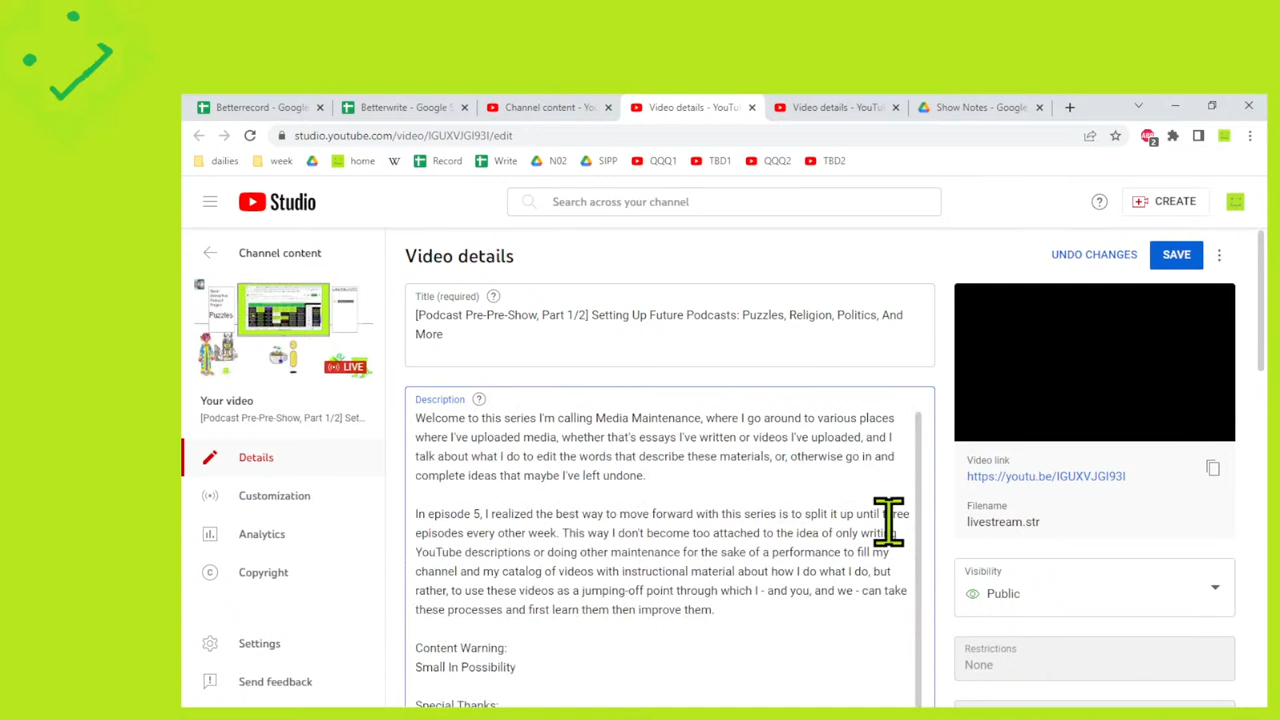 Betterrecord - Google
Betterwrite - Google S
Channel content - Yo
Video details - YouTu
Video details - YouTu
Show Notes - Google
studio.youtube.com/video/IGUXVJGI93I/edit
2
dailies
week
home
W
Record
Write
N02
SIPP
QQQ1
TBD1
QQQ2
TBD2
Studio
Search across your channel
CREATE
Channel content
Puzzles
LIVE
Your video
[Podcast Pre-Pre-Show, Part 1/2] Set...
Details
Customization
Analytics
Copyright
Settings
Send feedback
Video details
UNDO CHANGES
SAVE
Title (required)
[Podcast Pre-Pre-Show, Part 1/2] Setting Up Future Podcasts: Puzzles, Religion, Politics, And
More
Description
Welcome to this series I'm calling Media Maintenance, where I go around to various places
where I've uploaded media, whether that's essays I've written or videos I've uploaded, and I
talk about what I do to edit the words that describe these materials, or, otherwise go in and
complete ideas that maybe I've left undone.
In episode 5, I realized the best way to move forward with this series is to split it up until three
episodes every other week. This way I don't become too attached to the idea of only writing
YouTube descriptions or doing other maintenance for the sake of a performance to fill my
channel and my catalog of videos with instructional material about how I do what I do, but
rather, to use these videos as a jumping-off point through which I - and you, and we - can take
these processes and first learn them then improve them.
Content Warning:
Small In Possibility
Special Thanks:
Video link
https://youtu.be/IGUXVJGI93I
Filename
livestream.str
Visibility
Public
Restrictions
None